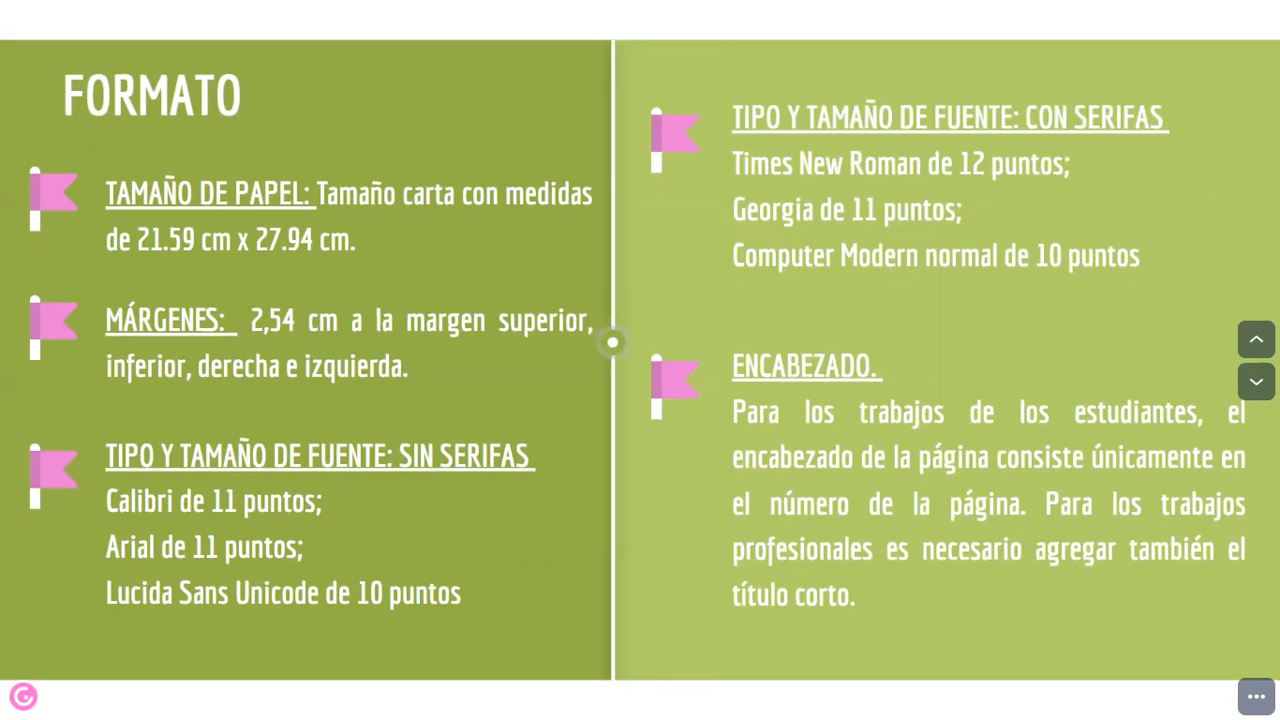 FORMATO
TAMAÑO DE PAPEL: Tamaño carta con medidas
de 21.59 cm x 27.94 cm.
MÁRGENES: 2,54 cm a la margen superior,
inferior, derecha e izquierda.
TIPO Y TAMAÑO DE FUENTE: SIN SERIFAS
Calibri de 11 puntos;
Arial de 11 puntos;
Lucida Sans Unicode de 10 puntos
TIPO Y TAMAÑO DE FUENTE: CON SERIFAS
Times New Roman de 12 puntos;
Georgia de 11 puntos;
Computer Modern normal de 10 puntos
ENCABEZADO.
Para los trabajos de los estudiantes, el
encabezado de la página consiste únicamente en
el número de la página. Para los trabajos
profesionales es necesario agregar también el
título corto.